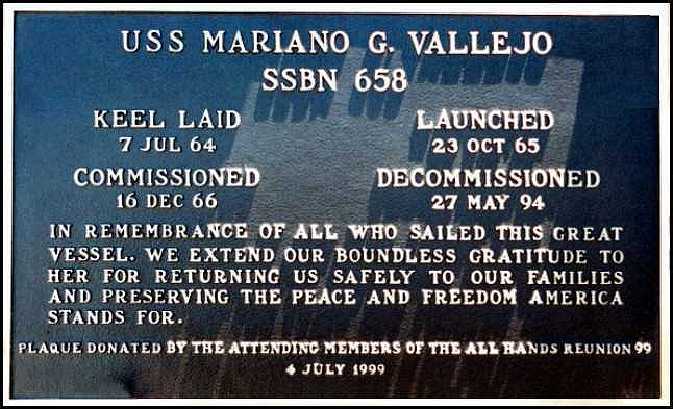 USS MARIANO G. VALLEJO
SSBN 658
KEEL LAID LAUNCHED
7 JUL 64 23 OCT 65
COMMISSIONED DECOMMISSIONED
16 DEC 66 27 MAY 94
IN REMEMBRANCE OF ALL WHO SAILED THIS GREAT
VESSEL. WE EXTEND OUR BOUNDLESS GRATITUDE TO
HER FOR RETURNING US SAFELY TO OUR FAMILIES
AND PRESERVING THE PEACE AND FREEDOM AMERICA
STANDS FOR.
PLAQUE DONATED BY THE ATTENDING MEMBERS OF THE ALL HANDS REUNION 99
4 JULY 1999